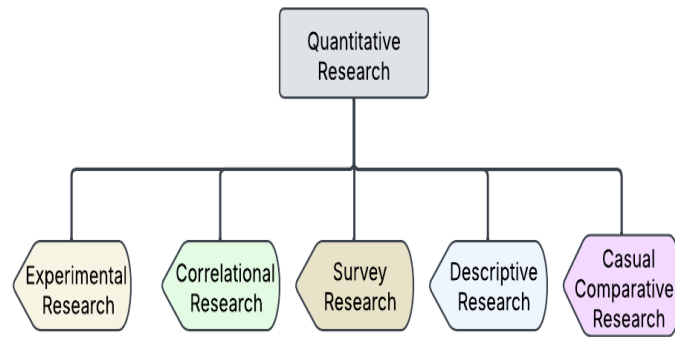 Quantitative
Research
Experimental
Research
Correlational
Research
Survey
Research
Descriptive
Research
Casual
Comparative
Research